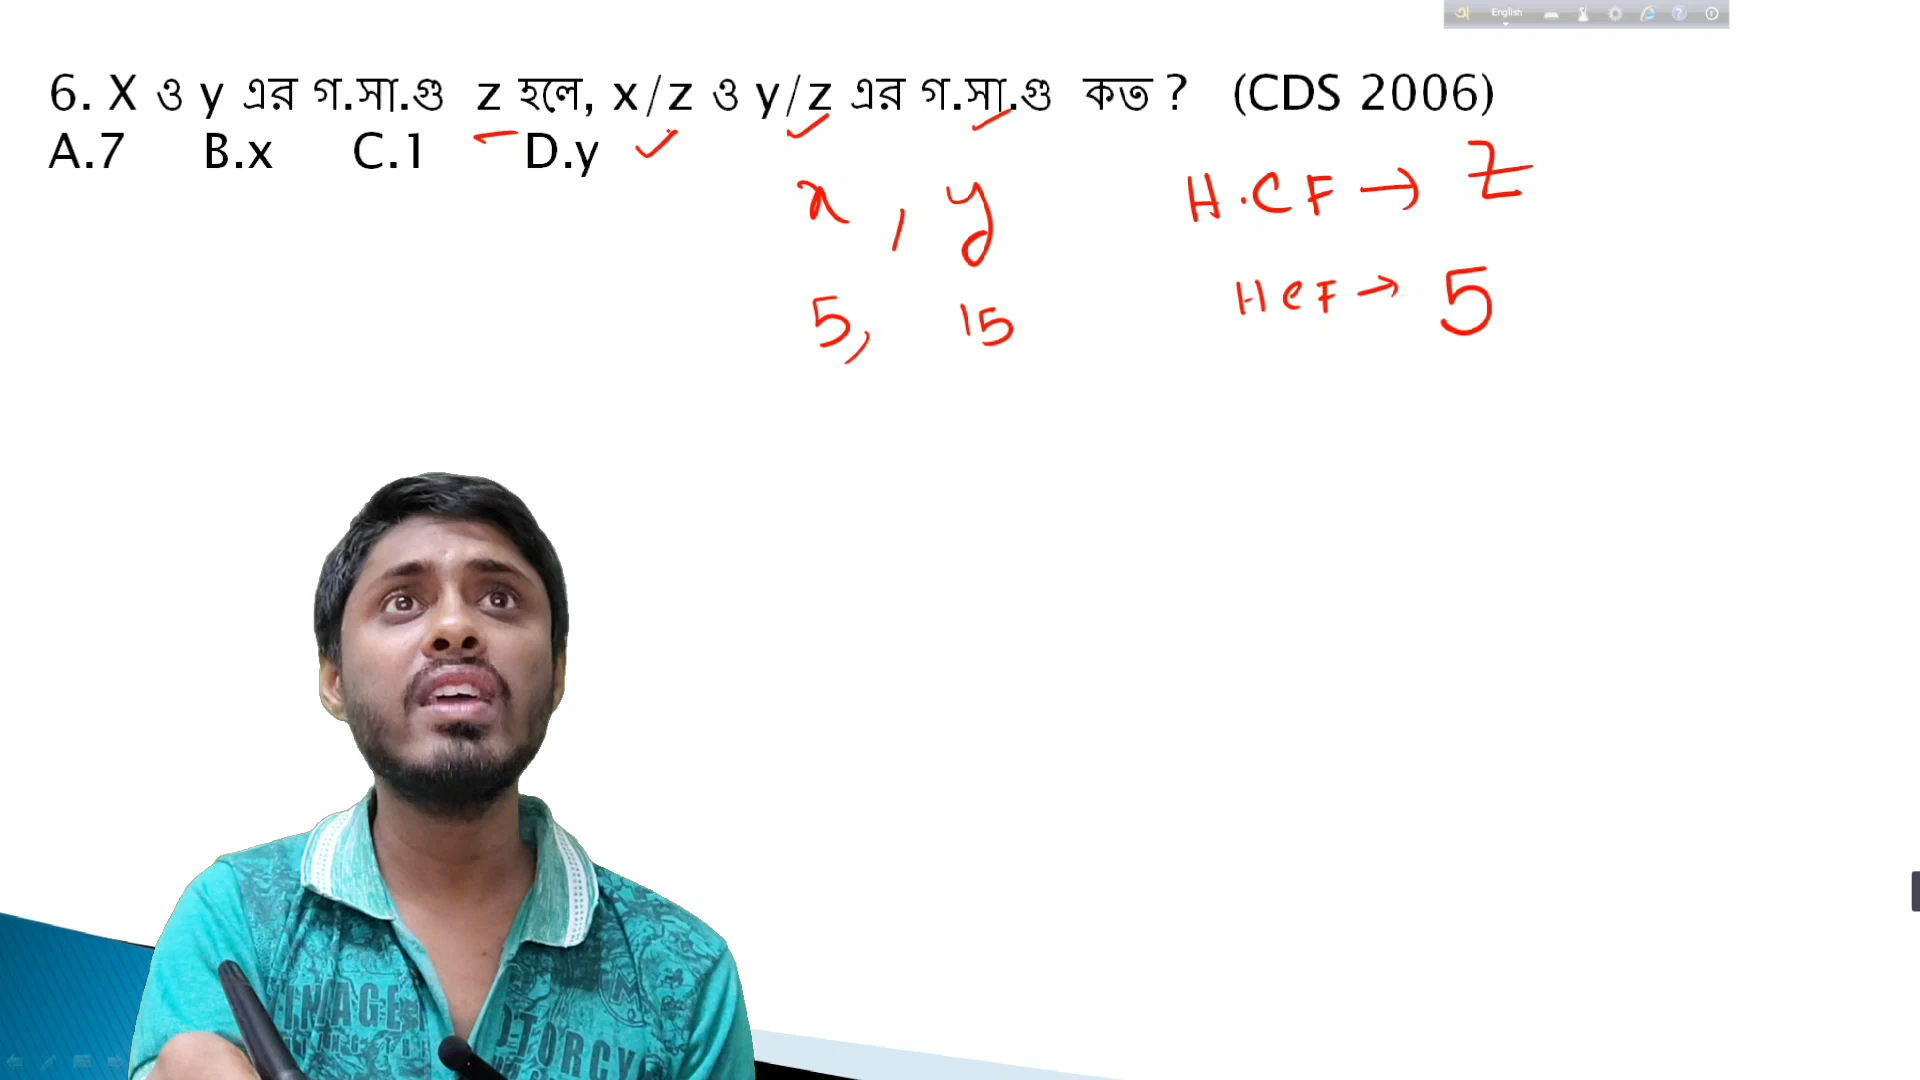 English
6. X ও y এর গ.সা.গু z হলে, x/z ও y/z এর গ.সা.গু কত ? (CDS 2006)
A.7 B.x C.1 D.y
x , y H.CF → Z
5, 15 HCF → 5